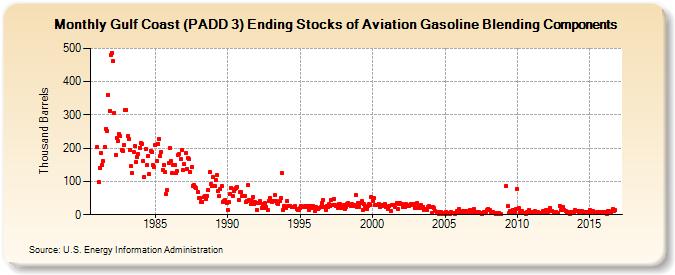 Monthly Gulf Coast (PADD 3) Ending Stocks of Aviation Gasoline Blending Components
Thousand Barrels
500
400
300
200
100
0
1985 1990 1995 2000 2005 2010 2015
Source: U.S. Energy Information Administration